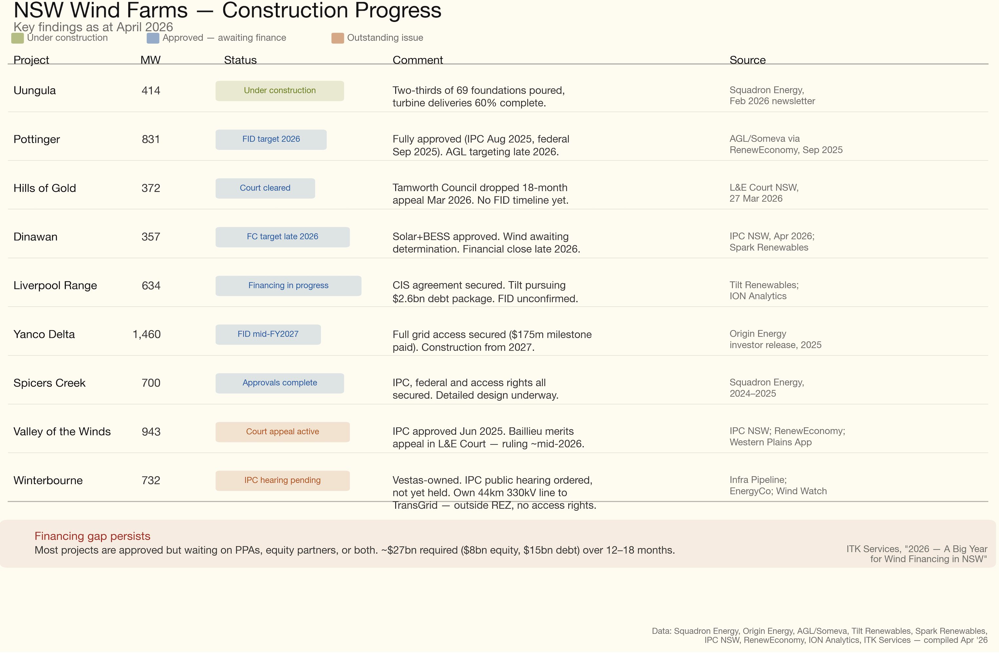 NSW Wind Farms — Construction Progress
Key findings as at April 2026
Under construction Approved — awaiting finance Outstanding issue
Project MW Status Comment Source
Uungula 414 Under construction Two-thirds of 69 foundations poured, Squadron Energy,
turbine deliveries 60% complete. Feb 2026 newsletter
Pottinger 831 FID target 2026 Fully approved (IPC Aug 2025, federal AGL/Someva via
Sep 2025). AGL targeting late 2026. RenewEconomy, Sep 2025
Hills of Gold 372 Court cleared Tamworth Council dropped 18-month L&E Court NSW,
appeal Mar 2026. No FID timeline yet. 27 Mar 2026
Dinawan 357 FC target late 2026 Solar+BESS approved. Wind awaiting IPC NSW, Apr 2026;
determination. Financial close late 2026. Spark Renewables
Liverpool Range 634 Financing in progress CIS agreement secured. Tilt pursuing Tilt Renewables;
$2.6bn debt package. FID unconfirmed. ION Analytics
Yanco Delta 1,460 FID mid-FY2027 Full grid access secured ($175m milestone Origin Energy
paid). Construction from 2027. investor release, 2025
Spicers Creek 700 Approvals complete IPC, federal and access rights all Squadron Energy,
secured. Detailed design underway. 2024–2025
Valley of the Winds 943 Court appeal active IPC approved Jun 2025. Baillieu merits IPC NSW; RenewEconomy;
appeal in L&E Court — ruling ~mid-2026. Western Plains App
Winterbourne 732 IPC hearing pending Vestas-owned. IPC public hearing ordered, Infra Pipeline;
not yet held. Own 44km 330kV line to EnergyCo; Wind Watch
TransGrid — outside REZ, no access rights.
Financing gap persists
Most projects are approved but waiting on PPAs, equity partners, or both. ~$27bn required ($8bn equity, $15bn debt) over 12–18 months.
ITK Services, "2026 — A Big Year
for Wind Financing in NSW"
Data: Squadron Energy, Origin Energy, AGL/Someva, Tilt Renewables, Spark Renewables,
IPC NSW, RenewEconomy, ION Analytics, ITK Services — compiled Apr '26